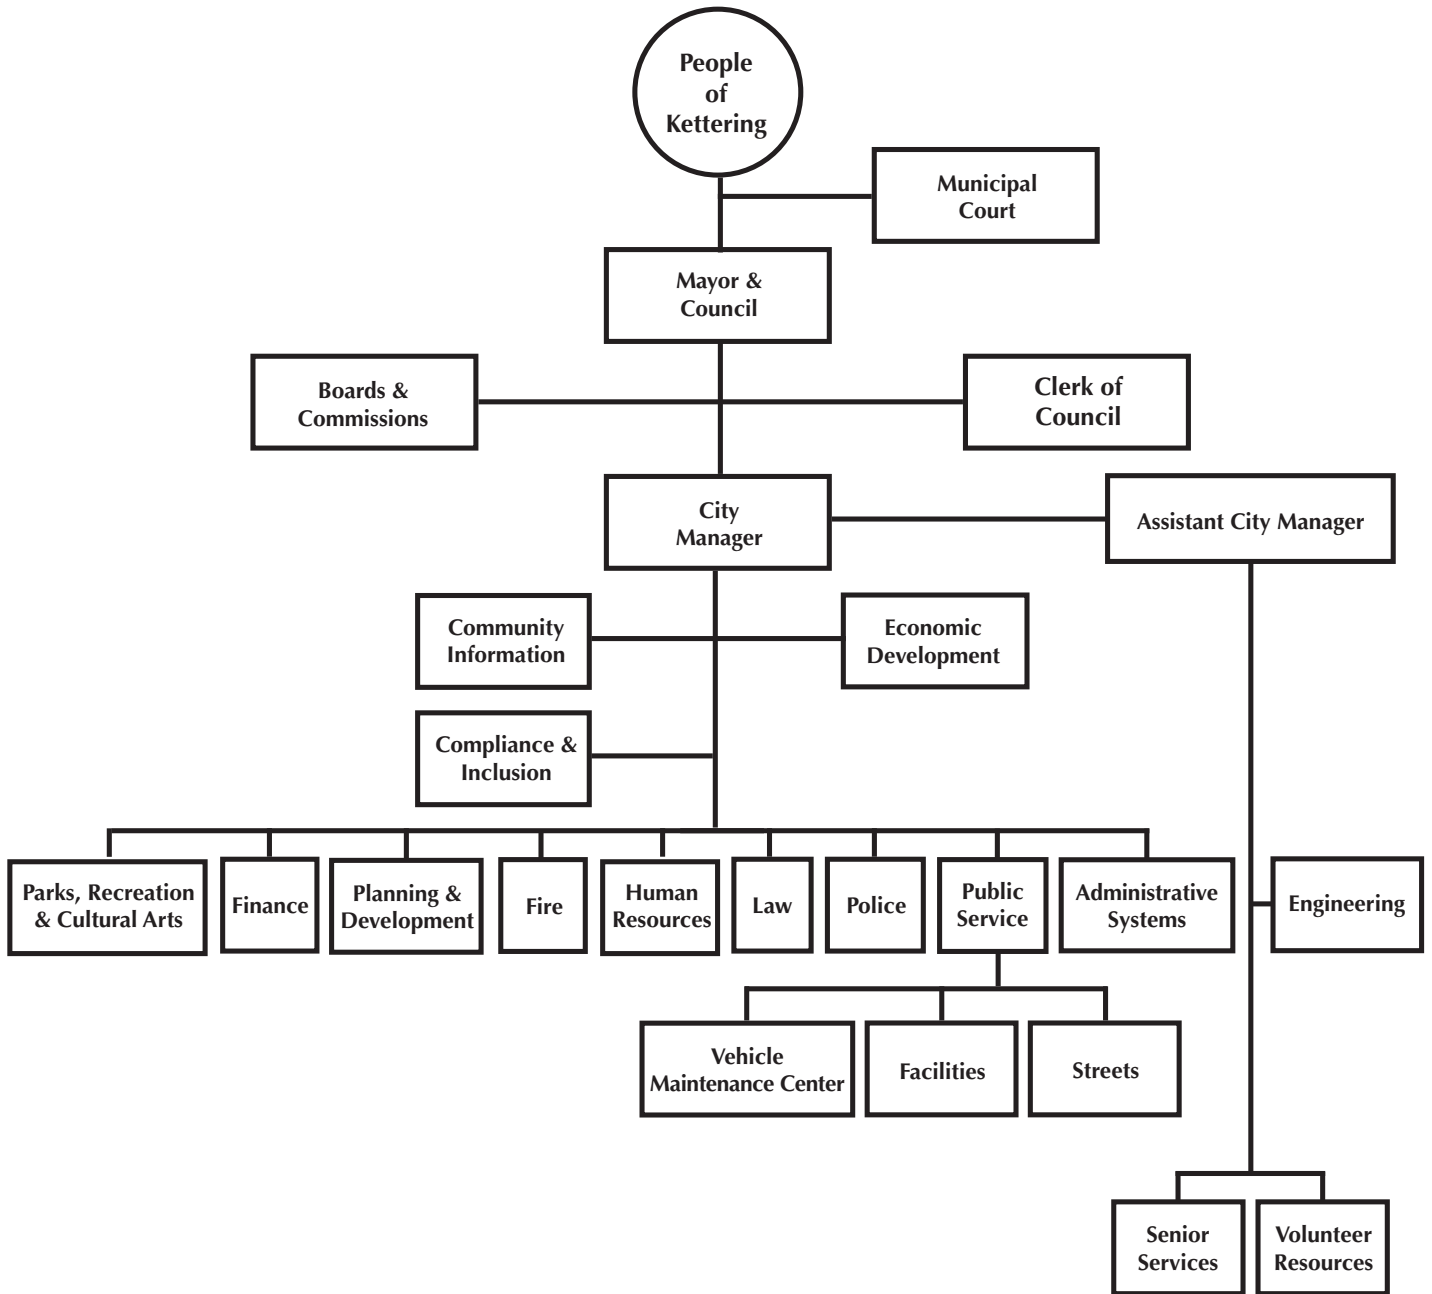 People
of
Kettering
Municipal
Court
Mayor &
Council
Boards &
Commissions
Clerk of
Council
City
Manager
Assistant City Manager
Community
Information
Economic
Development
Compliance &
Inclusion
Parks, Recreation
& Cultural Arts
Finance
Planning &
Development
Fire
Human
Resources
Law
Police
Public
Service
Administrative
Systems
Engineering
Vehicle
Maintenance Center
Facilities
Streets
Senior
Services
Volunteer
Resources